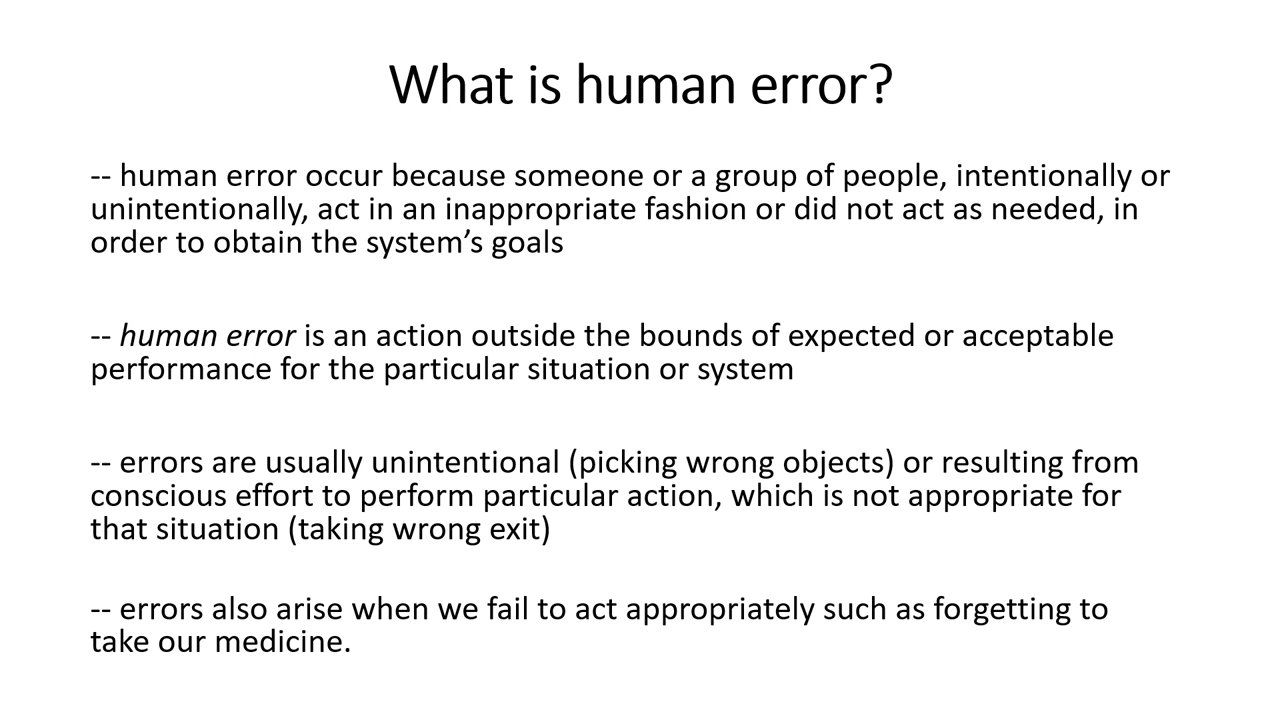 What is human error?
-- human error occur because someone or a group of people, intentionally or
unintentionally, act in an inappropriate fashion or did not act as needed, in
order to obtain the system’s goals
-- human error is an action outside the bounds of expected or acceptable
performance for the particular situation or system
-- errors are usually unintentional (picking wrong objects) or resulting from
conscious effort to perform particular action, which is not appropriate for
that situation (taking wrong exit)
-- errors also arise when we fail to act appropriately such as forgetting to
take our medicine.